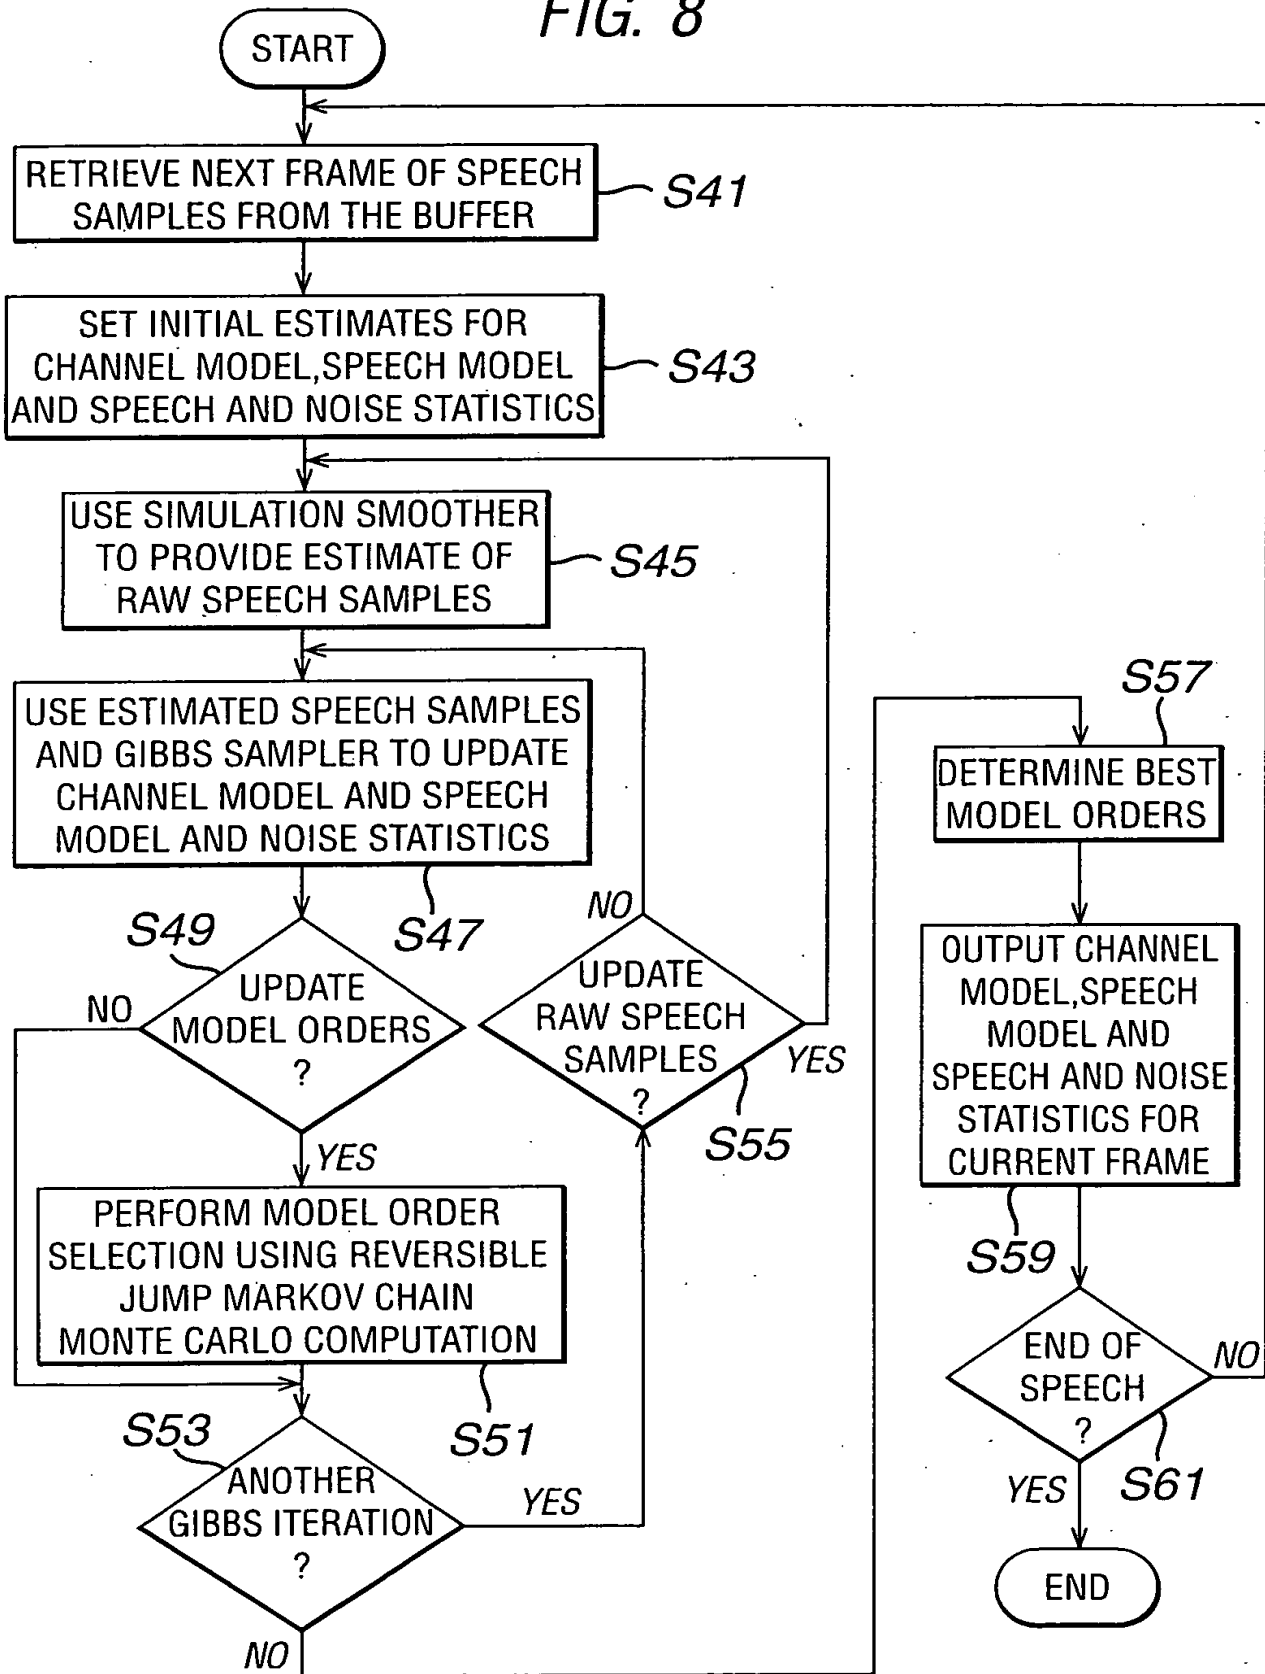 FIG. 8
START
RETRIEVE NEXT FRAME OF SPEECH
SAMPLES FROM THE BUFFER
S41
SET INITIAL ESTIMATES FOR
CHANNEL MODEL,SPEECH MODEL
AND SPEECH AND NOISE STATISTICS
S43
USE SIMULATION SMOOTHER
TO PROVIDE ESTIMATE OF
RAW SPEECH SAMPLES
S45
USE ESTIMATED SPEECH SAMPLES
AND GIBBS SAMPLER TO UPDATE
CHANNEL MODEL AND SPEECH
MODEL AND NOISE STATISTICS
S47
S49
UPDATE
MODEL ORDERS
?
NO
YES
PERFORM MODEL ORDER
SELECTION USING REVERSIBLE
JUMP MARKOV CHAIN
MONTE CARLO COMPUTATION
S51
S53
ANOTHER
GIBBS ITERATION
?
YES
NO
UPDATE
RAW SPEECH
SAMPLES
?
NO
YES
S55
S57
DETERMINE BEST
MODEL ORDERS
OUTPUT CHANNEL
MODEL,SPEECH
MODEL AND
SPEECH AND NOISE
STATISTICS FOR
CURRENT FRAME
S59
END OF
SPEECH
?
NO
YES
S61
END